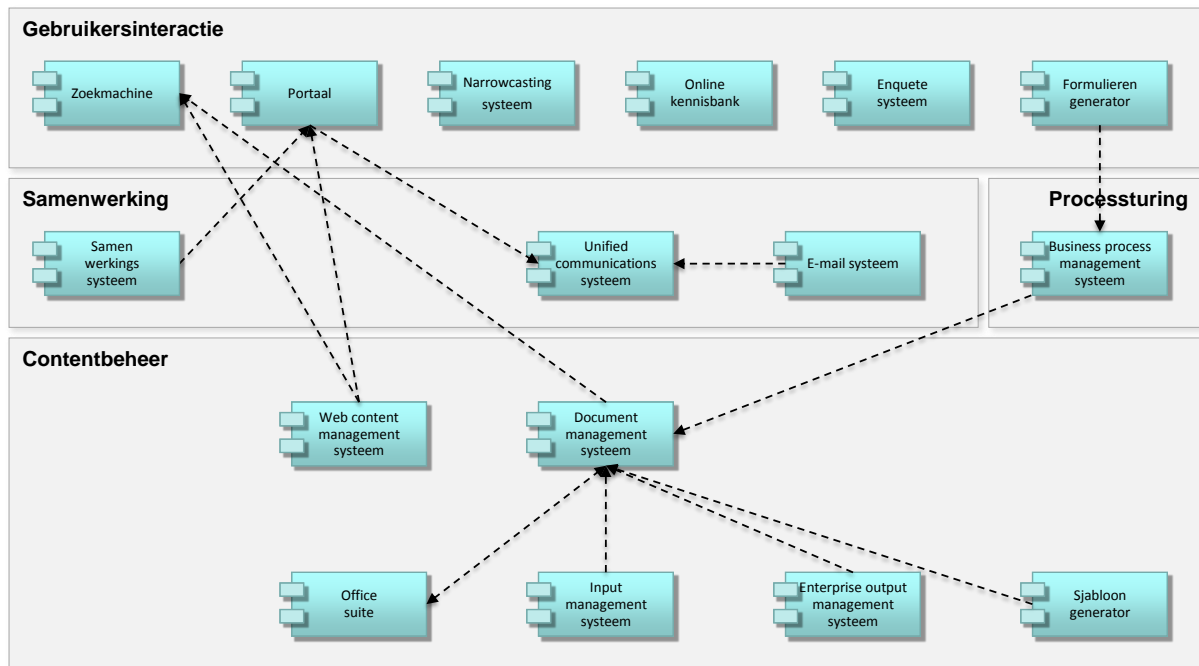 Gebruikersinteractie
Zoekmachine
Portaal
Narrowcasting
systeem
Online
kennisbank
Enquete
systeem
Formulieren
generator
Samenwerking
Processturing
Samen
werkings
systeem
Unified
communications
systeem
E-mail systeem
Business process
management
systeem
Contentbeheer
Web content
management
systeem
Document
management
systeem
Office
suite
Input
management
systeem
Enterprise output
management
systeem
Sjabloon
generator